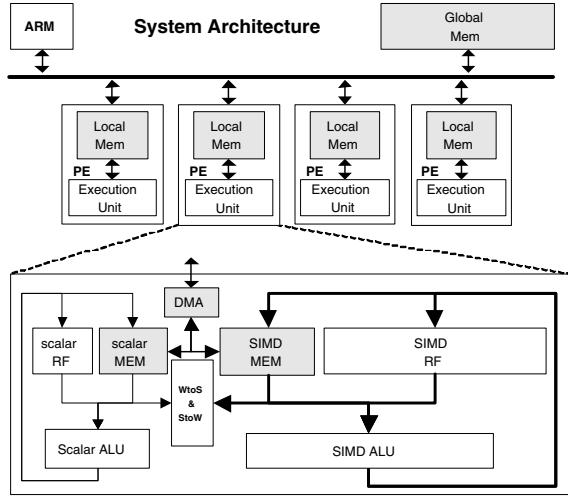 System Architecture
ARM
Global
Mem
Local
Mem
PE
Execution
Unit
Local
Mem
PE
Execution
Unit
Local
Mem
PE
Execution
Unit
Local
Mem
PE
Execution
Unit
DMA
scalar
RF
scalar
MEM
SIMD
MEM
SIMD
RF
WtoS
&
StoW
Scalar ALU
SIMD ALU